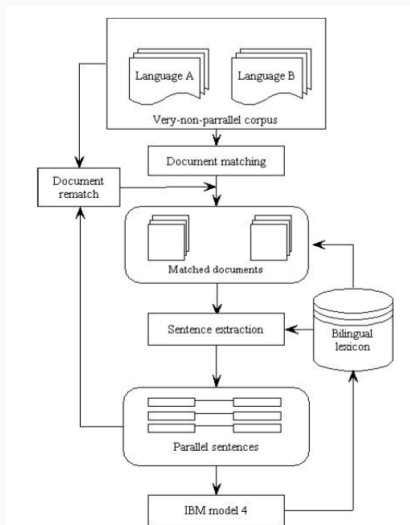 Language A
Language B
Very-non-parrallel corpus
Document matching
Document
rematch
Matched documents
Sentence extraction
Bilingual
lexicon
Parallel sentences
IBM model 4